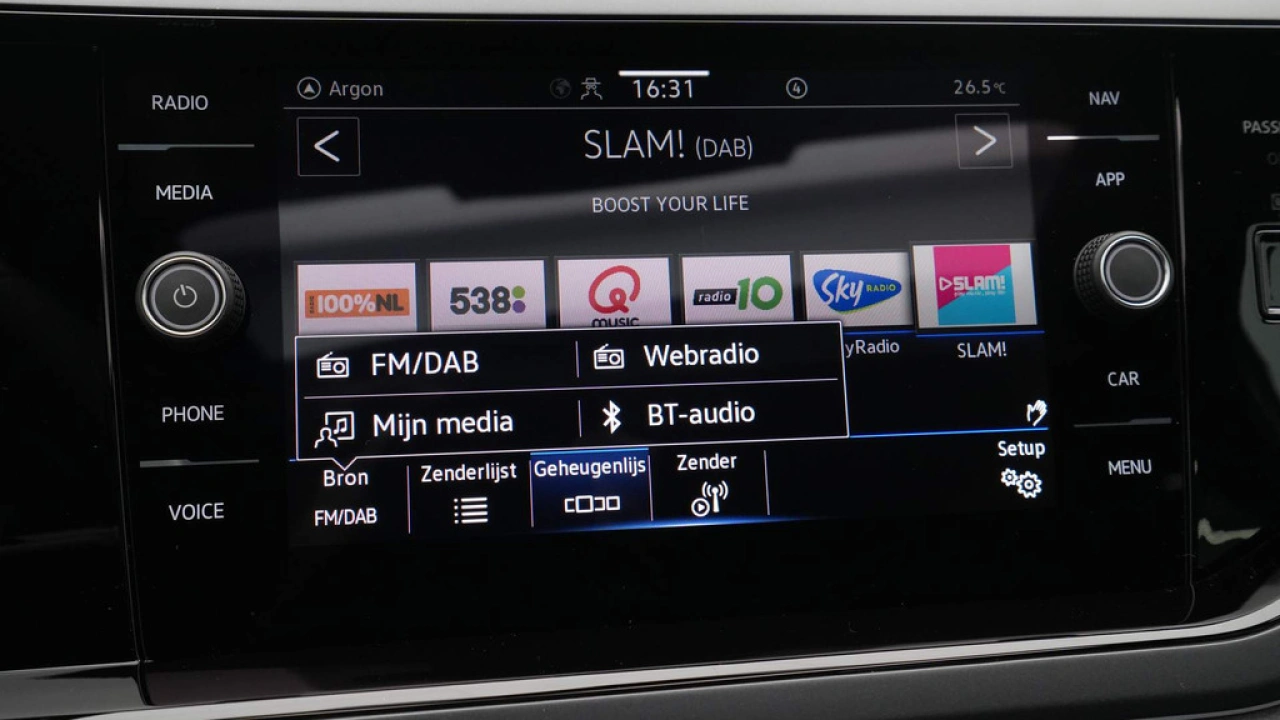 RADIO
MEDIA
PHONE
VOICE
Argon
16:31
4
26.5°C
SLAM! (DAB)
BOOST YOUR LIFE
100%NL
538
Q
music
radio 10
Sky RADIO
SLAM!
yRadio
SLAM!
FM/DAB
Webradio
Mijn media
BT-audio
Bron
FM/DAB
Zenderlijst
Geheugenlijs
Zender
Setup
NAV
APP
CAR
MENU
PASS